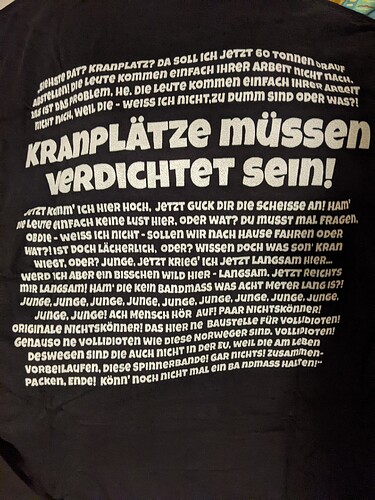 „SIEHSTE DAT? KRANPLATZ? DA SOLL ICH JETZT 60 TONNEN DRAUF
ABSTELLEN! DIE LEUTE KOMMEN EINFACH IHRER ARBEIT NICHT NACH.
DAS IST DAS PROBLEM, HE. DIE LEUTE KOMMEN EINFACH IHRER ARBEIT
NICHT NACH, WEIL DIE - WEISS ICH NICHT, ZU DUMM SIND ODER WAS?!
KRANPLÄTZE MÜSSEN
VERDICHTET SEIN!
JETZT KOMM' ICH HIER HOCH, JETZT GUCK DIR DIE SCHEISSE AN! HAM'
DIE LEUTE EINFACH KEINE LUST HIER, ODER WAT? DU MUSST MAL FRAGEN,
OB DIE - WEISS ICH NICHT - SOLLEN WIR NACH HAUSE FAHREN ODER
WAT?! IST DOCH LÄCHERLICH, ODER? WISSEN DOCH WAS SON' KRAN
WIEGT, ODER? JUNGE, JETZT KRIEG' ICH JETZT LANGSAM HIER...
WERD ICH ABER EIN BISSCHEN WILD HIER - LANGSAM. JETZT REICHTS
MIR LANGSAM! HAM' DIE KEIN BANDMASS WAS ACHT METER LANG IS?!
JUNGE, JUNGE, JUNGE, JUNGE, JUNGE, JUNGE, JUNGE, JUNGE,
JUNGE, JUNGE! ACH MENSCH HÖR AUF! PAAR NICHTSKÖNNER!
ORIGINALE NICHTSKÖNNER! DAS HIER NE BAUSTELLE FÜR VOLLIDIOTEN!
GENAUSO NE VOLLIDIOTEN WIE DIESE NORWEGER SIND. VOLLIDIOTEN!
DESWEGEN SIND DIE AUCH NICHT IN DER EU, WEIL DIE AM LEBEN
VORBEILAUFEN, DIESE SPINNERBANDE! GAR NICHTS! ZUSAMMEN-
PACKEN, ENDE! KÖNN' NOCH NICHT MAL EIN BANDMASS HALTEN!"